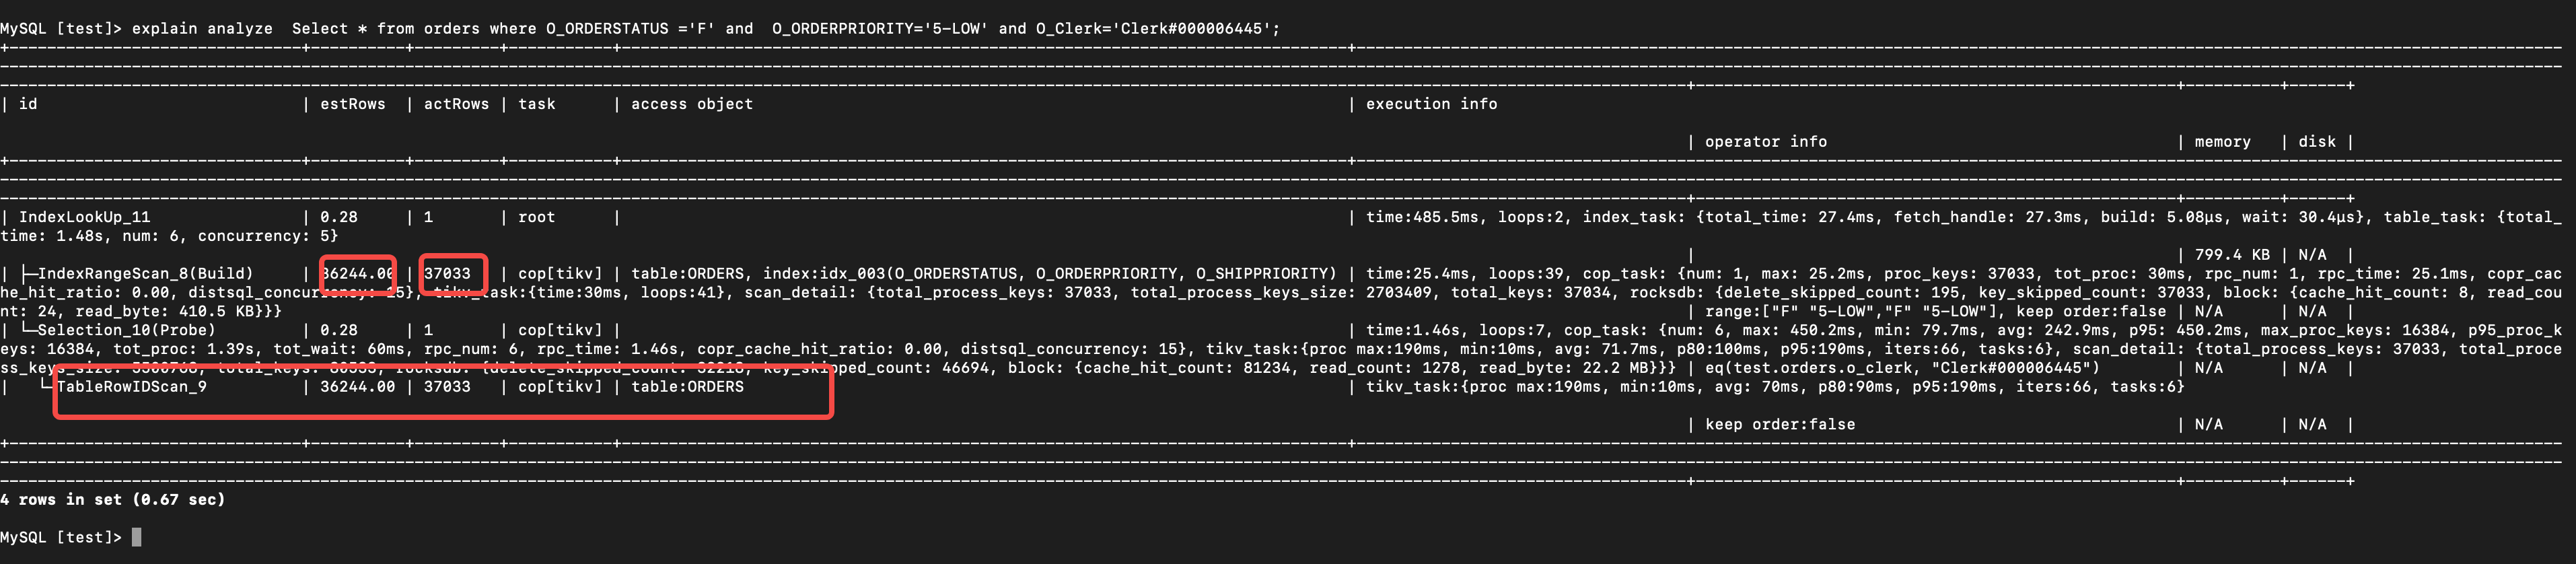 MySQL [test]> explain analyze  Select * from orders where O_ORDERSTATUS ='F' and  O_ORDERPRIORITY='5-LOW' and O_Clerk='Clerk#000006445';
| id | estRows | actRows | task | access object | execution info
| operator info | memory | disk |
| IndexLookUp_11 | 0.28 | 1 | root | | time:485.5ms, loops:2, index_task: {total_time: 27.4ms, fetch_handle: 27.3ms, build: 5.08µs, wait: 30.4µs}, table_task: {total_
time: 1.48s, num: 6, concurrency: 5}
| | 799.4 KB | N/A |
| ├─IndexRangeScan_8(Build) | 36244.00 | 37033 | cop[tikv] | table:ORDERS, index:idx_003(O_ORDERSTATUS, O_ORDERPRIORITY, O_SHIPPRIORITY) | time:25.4ms, loops:39, cop_task: {num: 1, max: 25.2ms, proc_keys: 37033, tot_proc: 30ms, rpc_num: 1, rpc_time: 25.1ms, copr_cac
he_hit_ratio: 0.00, distsql_concurrency: 15}, tikv_task:{time:30ms, loops:41}, scan_detail: {total_process_keys: 37033, total_process_keys_size: 2703409, total_keys: 37034, rocksdb: {delete_skipped_count: 195, key_skipped_count: 37033, block: {cache_hit_count: 8, read_cou
nt: 24, read_byte: 410.5 KB}}} | range:["F" "5-LOW","F" "5-LOW"], keep order:false | N/A | N/A |
| └─Selection_10(Probe) | 0.28 | 1 | cop[tikv] | | time:1.46s, loops:7, cop_task: {num: 6, max: 450.2ms, min: 79.7ms, avg: 242.9ms, p95: 450.2ms, max_proc_keys: 16384, p95_proc_k
eys: 16384, tot_proc: 1.39s, tot_wait: 60ms, rpc_num: 6, rpc_time: 1.46s, copr_cache_hit_ratio: 0.00, distsql_concurrency: 15}, tikv_task:{proc max:190ms, min:10ms, avg: 71.7ms, p80:100ms, p95:190ms, iters:66, tasks:6}, scan_detail: {total_process_keys: 37033, total_proce
ss_keys_size: total_keys: rocksdb: {delete_skipped_count: key_skipped_count: 46694, block: {cache_hit_count: 81234, read_count: 1278, read_byte: 22.2 MB}}} | eq(test.orders.o_clerk, "Clerk#000006445") | N/A | N/A |
| └─TableRowIDScan_9 | 36244.00 | 37033 | cop[tikv] | table:ORDERS | tikv_task:{proc max:190ms, min:10ms, avg: 70ms, p80:90ms, p95:190ms, iters:66, tasks:6}
| keep order:false | N/A | N/A |
4 rows in set (0.67 sec)
MySQL [test]>